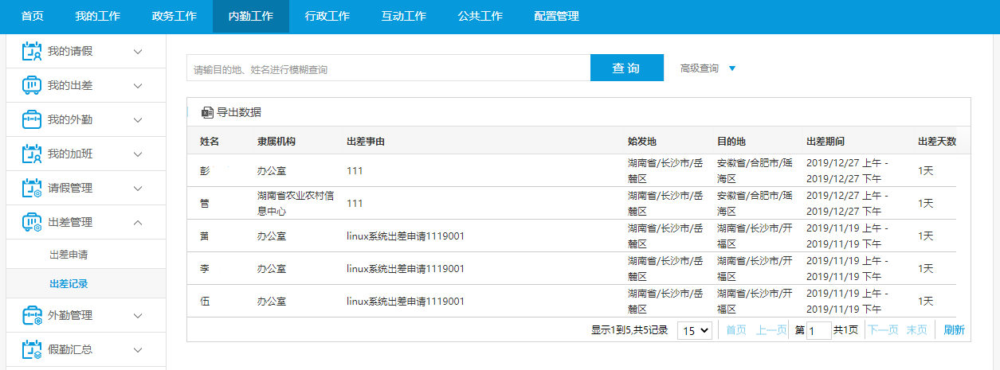 首页 我的工作 政务工作 内勤工作 行政工作 互动工作 公共工作 配置管理
我的请假
我的出差
我的外勤
我的加班
请假管理
出差管理
出差申请
出差记录
外勤管理
假勤汇总
请输目的地、姓名进行模糊查询 查询 高级查询
导出数据
姓名 隶属机构 出差事由 始发地 目的地 出差期间 出差天数
彭 办公室 111 湖南省/长沙市/岳 安徽省/合肥市/瑶 2019/12/27 上午 - 1天
麓区 海区 2019/12/27 下午
管 湖南省农业农村信 111 湖南省/长沙市/岳 安徽省/合肥市/瑶 2019/12/27 上午 - 1天
息中心 麓区 海区 2019/12/27 下午
黄 办公室 linux系统出差申请1119001 湖南省/长沙市/岳 湖南省/长沙市/开 2019/11/19 上午 - 1天
麓区 福区 2019/11/19 下午
李 办公室 linux系统出差申请1119001 湖南省/长沙市/岳 湖南省/长沙市/开 2019/11/19 上午 - 1天
麓区 福区 2019/11/19 下午
伍 办公室 linux系统出差申请1119001 湖南省/长沙市/岳 湖南省/长沙市/开 2019/11/19 上午 - 1天
麓区 福区 2019/11/19 下午
显示1到5,共5记录 15 首页 上一页 第 1 共1页 下一页 末页 刷新